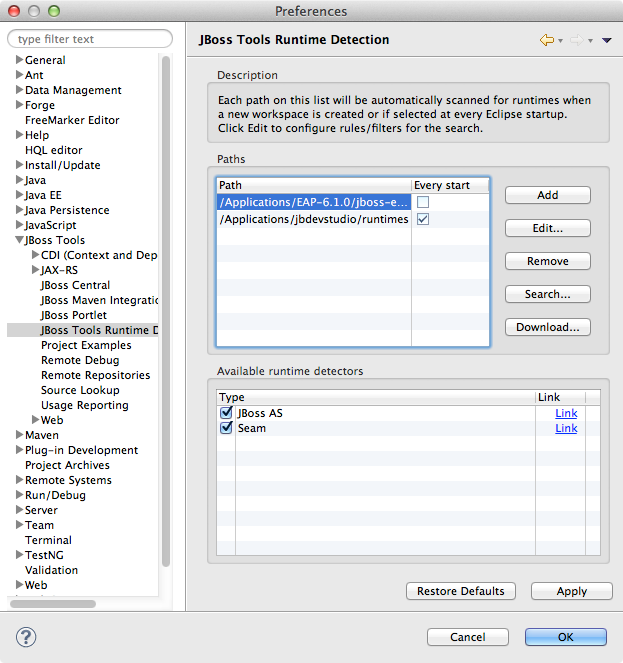 Preferences
type filter text
General
Ant
Data Management
Forge
FreeMarker Editor
Help
HQL editor
Install/Update
Java
Java EE
Java Persistence
JavaScript
JBoss Tools
CDI (Context and Dep
JAX-RS
JBoss Central
JBoss Maven Integratio
JBoss Portlet
JBoss Tools Runtime D
Project Examples
Remote Debug
Remote Repositories
Source Lookup
Usage Reporting
Web
Maven
Plug-in Development
Project Archives
Remote Systems
Run/Debug
Server
Team
Terminal
TestNG
Validation
Web
JBoss Tools Runtime Detection
Description
Each path on this list will be automatically scanned for runtimes when
a new workspace is created or if selected at every Eclipse startup.
Click Edit to configure rules/filters for the search.
Paths
Path Every start
/Applications/EAP-6.1.0/jboss-e...
/Applications/jbdevstudio/runtimes
Add
Edit...
Remove
Search...
Download...
Available runtime detectors
Type Link
JBoss AS Link
Seam Link
Restore Defaults Apply
? Cancel OK